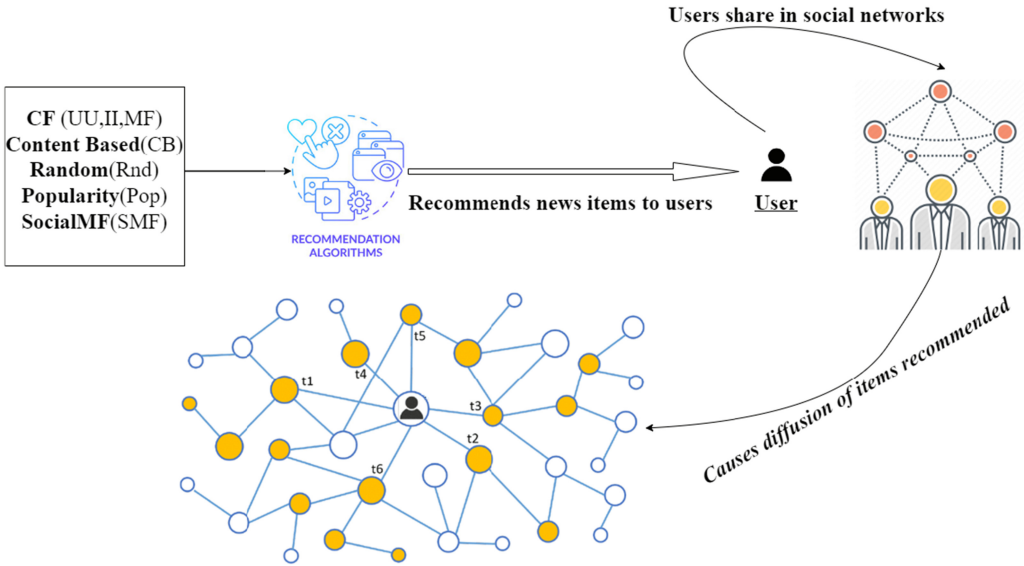 Users share in social networks
CF (UU,II,MF)
Content Based(CB)
Random(Rnd)
Popularity(Pop)
SocialMF(SMF)
RECOMMENDATION
ALGORITHMS
Recommends news items to users
User
Causes diffusion of items recommended
t5
t4
t1
t3
t2
t6